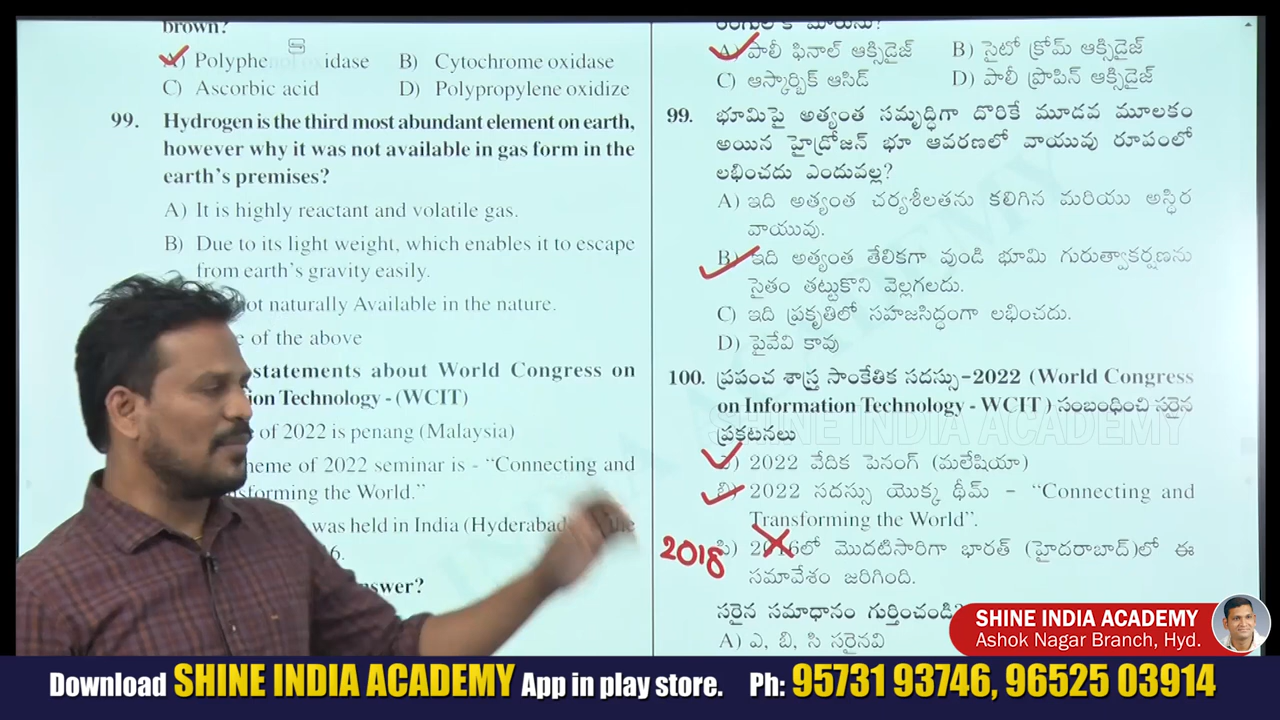 brown?
A) Polyphe idase B) Cytochrome oxidase
C) Ascorbic acid D) Polypropylene oxidize
99. Hydrogen is the third most abundant element on earth,
however why it was not available in gas form in the
earth's premises?
A) It is highly reactant and volatile gas.
B) Due to its light weight, which enables it to escape
from earth's gravity easily.
not naturally Available in the nature.
e of the above
statements about World Congress on
ion Technology - (WCIT)
e of 2022 is penang (Malaysia)
heme of 2022 seminar is - "Connecting and
nsforming the World."
was held in India (Hyderabad) the
6.
nswer?
రంగులోకి మారును?
A) పాలీ ఫినాల్ ఆక్సిడైజ్ B) సైటో క్రోమ్ ఆక్సిడైజ్
C) ఆస్కార్బిక్ ఆసిడ్ D) పాలీ ప్రొపిన్ ఆక్సిడైజ్
99. భూమిపై అత్యంత సమృద్ధిగా దొరికే మూడవ మూలకం
అయిన హైడ్రోజన్ భూ ఆవరణలో వాయువు రూపంలో
లభించదు ఎందువల్ల?
A) ఇది అత్యంత చర్యశీలతను కలిగిన మరియు అస్థిర
వాయువు.
B) ఇది అత్యంత తేలికగా వుండి భూమి గురుత్వాకర్షణను
సైతం తట్టుకొని వెల్లగలదు.
C) ఇది ప్రకృతిలో సహజసిద్ధంగా లభించదు.
D) పైవేవి కావు
100. ప్రపంచ శాస్త్ర సాంకేతిక సదస్సు-2022 (World Congress
on Information Technology - WCIT ) సంబంధించి సరైన
ప్రకటనలు
SHINE INDIA ACADEMY
ఎ) 2022 వేదిక పెనంగ్ (మలేషియా)
బి) 2022 సదస్సు యొక్క థీమ్ - "Connecting and
Transforming the World".
2018 సి) 2016లో మొదటిసారిగా భారత్ (హైదరాబాద్)లో ఈ
సమావేశం జరిగింది.
సరైన సమాధానం గుర్తించండి?
A) ఎ, బి, సి సరైనవి
SHINE INDIA ACADEMY
Ashok Nagar Branch, Hyd.
Download SHINE INDIA ACADEMY App in play store. Ph: 95731 93746, 96525 03914